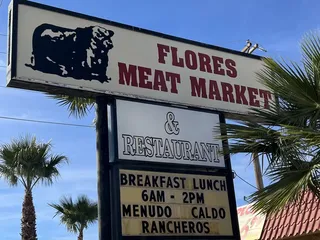 FLORES
MEAT MARKET
&
RESTAURANT
BREAKFAST LUNCH
6AM - 2PM
MENUDO CALDO
RANCHEROS